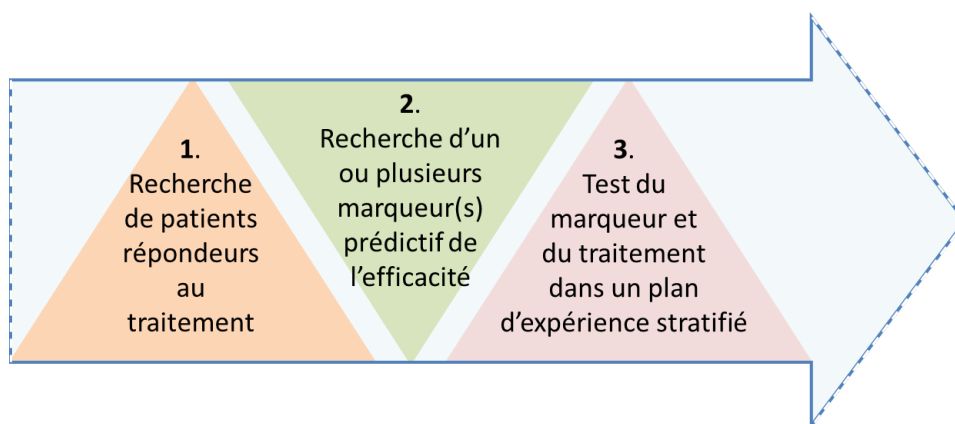 1.
Recherche
de patients
répondeurs
au
traitement
2.
Recherche d'un
ou plusieurs
marqueur(s)
prédictif de
l'efficacité
3.
Test du
marqueur et
du traitement
dans un plan
d'expérience stratifié